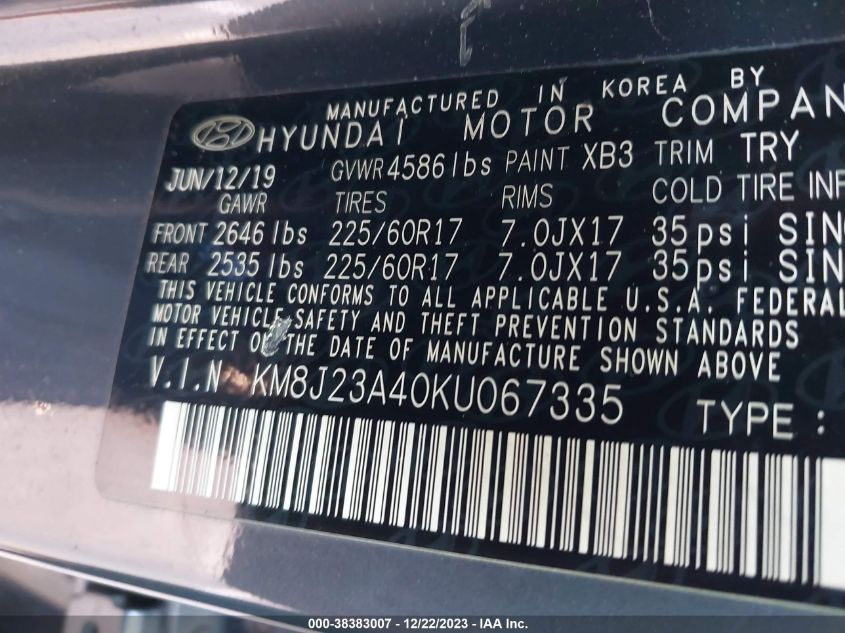 MANUFACTURED IN KOREA BY
HYUNDAI MOTOR COMPAN
JUN/12/19 GVWR 4586 lbs PAINT XB3 TRIM TRY
GAWR TIRES RIMS COLD TIRE INF
FRONT 2646 lbs 225/60R17 7.0JX17 35psi SING
REAR 2535 lbs 225/60R17 7.0JX17 35psi SIN
THIS VEHICLE CONFORMS TO ALL APPLICABLE U.S.A. FEDERAL
MOTOR VEHICLE SAFETY AND THEFT PREVENTION STANDARDS
IN EFFECT ON THE DATE OF MANUFACTURE SHOWN ABOVE
V.I.N KM8J23A40KU067335 TYPE :
000-38383007 - 12/22/2023 - IAA Inc.